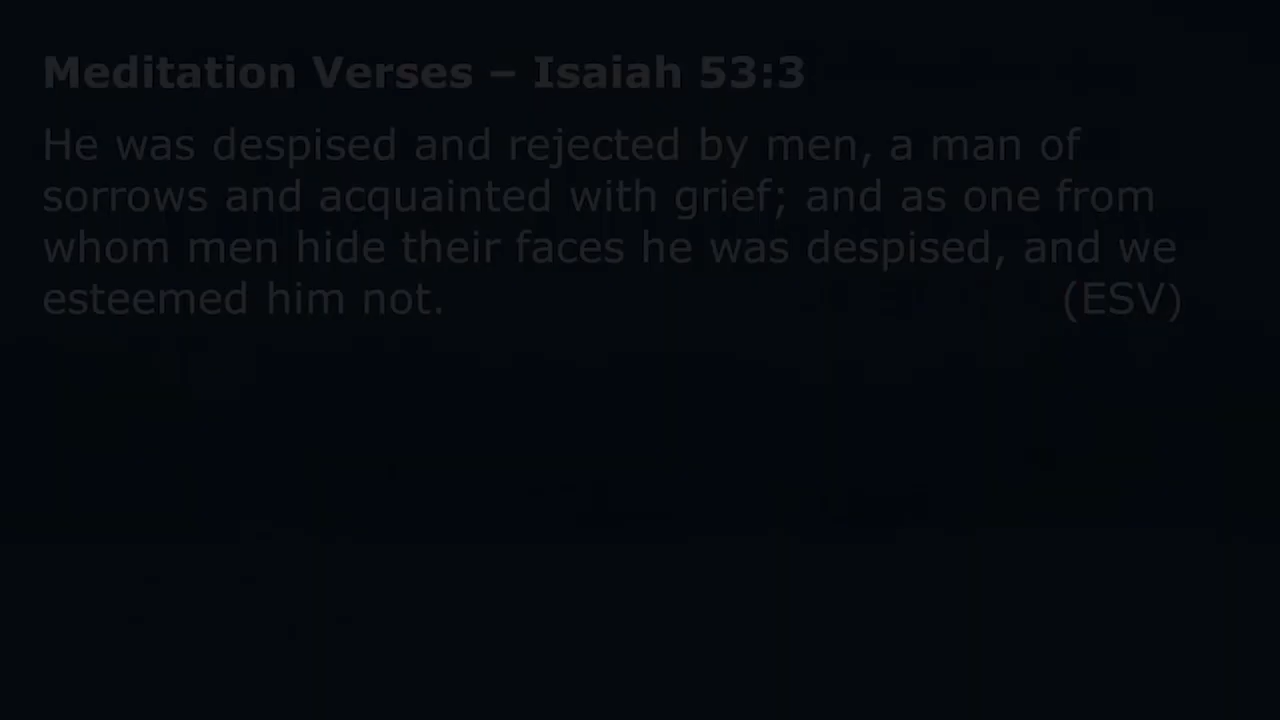 Meditation Verses – Isaiah 53:3
He was despised and rejected by men, a man of
sorrows and acquainted with grief; and as one from
whom men hide their faces he was despised, and we
esteemed him not. (ESV)